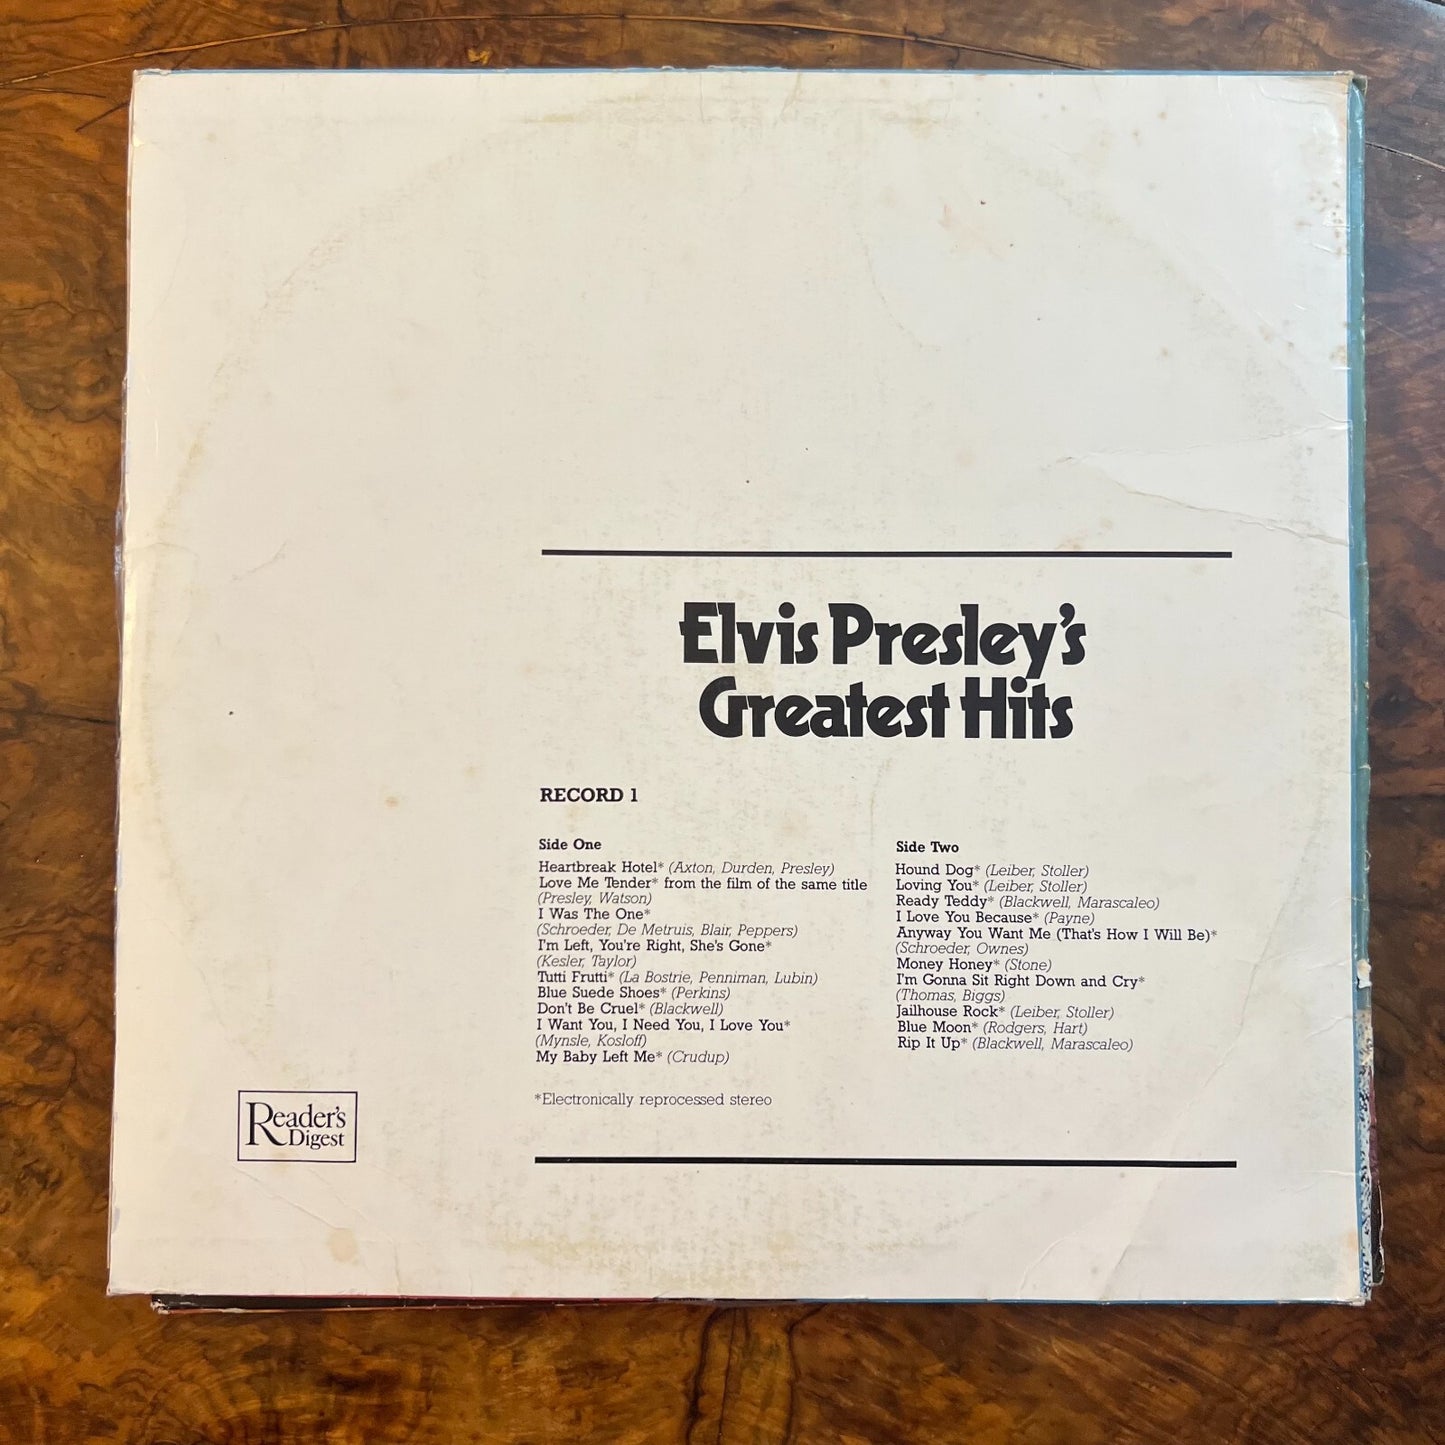 Elvis Presley's
Greatest Hits
RECORD 1
Side One
Heartbreak Hotel* (Axton, Durden, Presley)
Love Me Tender* from the film of the same title
(Presley, Watson)
I Was The One*
(Schroeder, De Metruis, Blair, Peppers)
I'm Left, You're Right, She's Gone*
(Kesler, Taylor)
Tutti Frutti* (La Bostrie, Penniman, Lubin)
Blue Suede Shoes* (Perkins)
Don't Be Cruel* (Blackwell)
I Want You, I Need You, I Love You*
(Mynsle, Kosloff)
My Baby Left Me* (Crudup)
*Electronically reprocessed stereo
Side Two
Hound Dog* (Leiber, Stoller)
Loving You* (Leiber, Stoller)
Ready Teddy* (Blackwell, Marascaleo)
I Love You Because* (Payne)
Anyway You Want Me (That's How I Will Be)*
(Schroeder, Ownes)
Money Honey* (Stone)
I'm Gonna Sit Right Down and Cry*
(Thomas, Biggs)
Jailhouse Rock* (Leiber, Stoller)
Blue Moon* (Rodgers, Hart)
Rip It Up* (Blackwell, Marascaleo)
Reader's
Digest